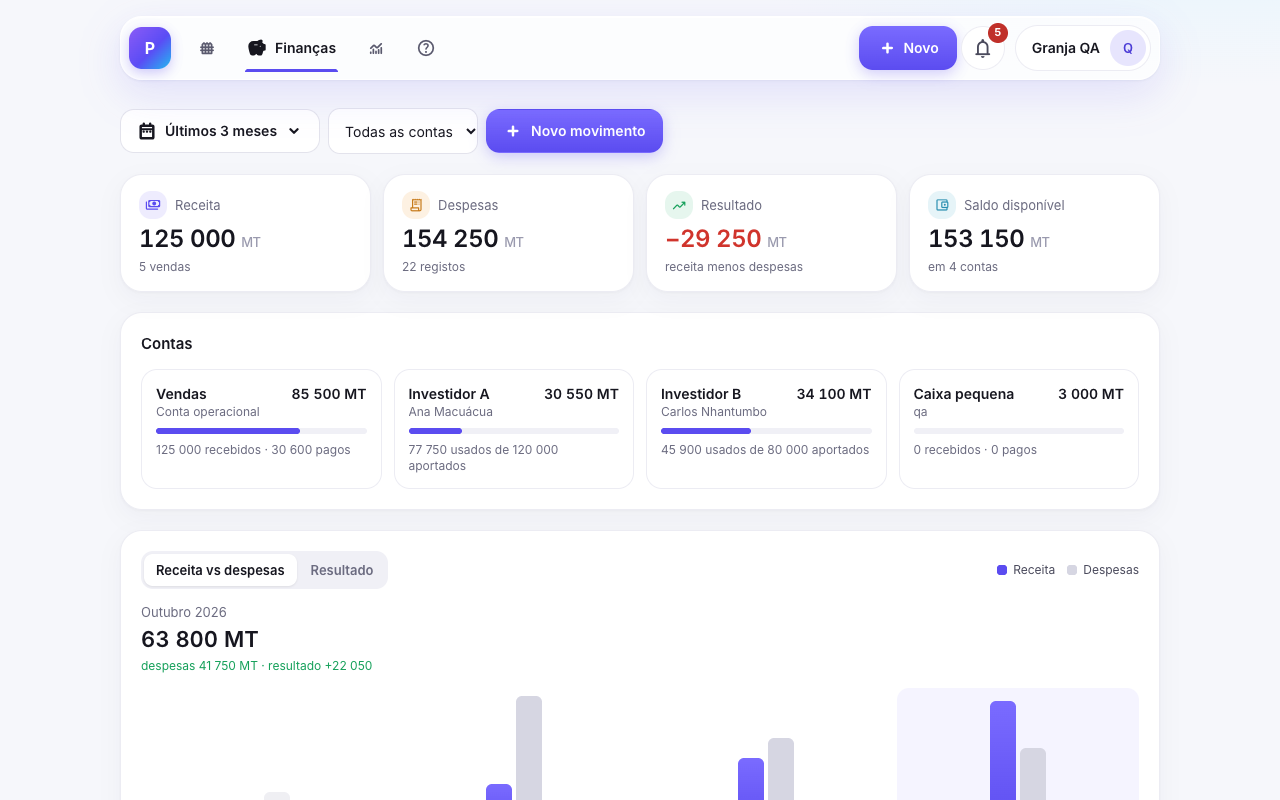 P
Finanças
Novo
5
Granja QA
Q
Últimos 3 meses
Todas as contas
Novo movimento
Receita
125 000 MT
5 vendas
Despesas
154 250 MT
22 registos
Resultado
−29 250 MT
receita menos despesas
Saldo disponível
153 150 MT
em 4 contas
Contas
Vendas 85 500 MT
Conta operacional
125 000 recebidos · 30 600 pagos
Investidor A 30 550 MT
Ana Macuácua
77 750 usados de 120 000
aportados
Investidor B 34 100 MT
Carlos Nhantumbo
45 900 usados de 80 000 aportados
Caixa pequena 3 000 MT
qa
0 recebidos · 0 pagos
Receita vs despesas
Resultado
Receita
Despesas
Outubro 2026
63 800 MT
despesas 41 750 MT · resultado +22 050